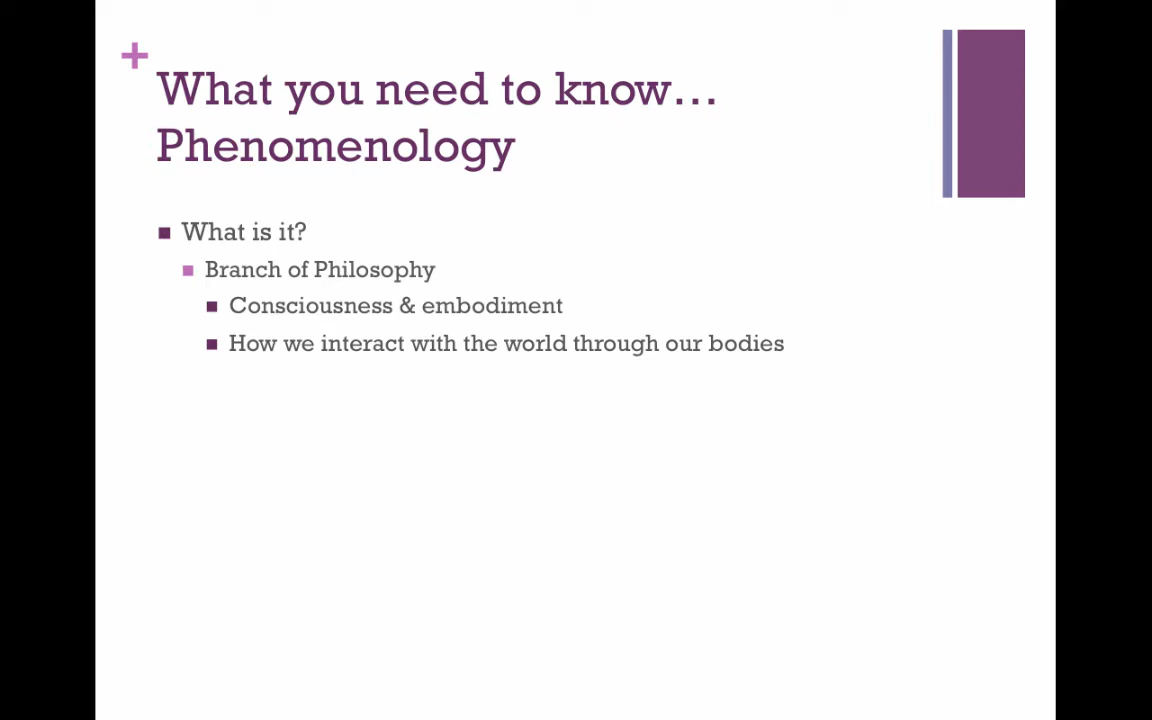 +
What you need to know…
Phenomenology
What is it?
Branch of Philosophy
Consciousness & embodiment
How we interact with the world through our bodies